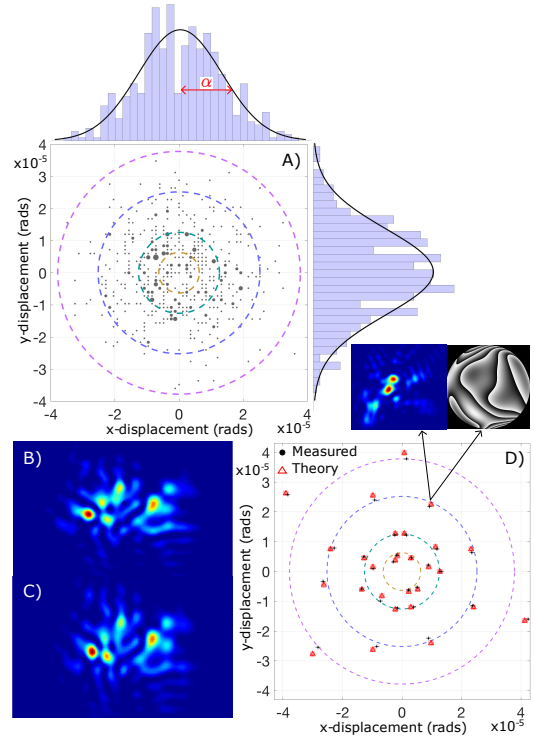 α
A)
x10⁻⁵
4
3
2
1
0
-1
-2
-3
-4
y-displacement (rads)
-4
-2
0
2
4
x10⁻⁵
x-displacement (rads)
B)
C)
D)
Measured
Theory
x10⁻⁵
4
3
2
1
0
-1
-2
-3
-4
y-displacement (rads)
-4
-2
0
2
4
x10⁻⁵
x-displacement (rads)